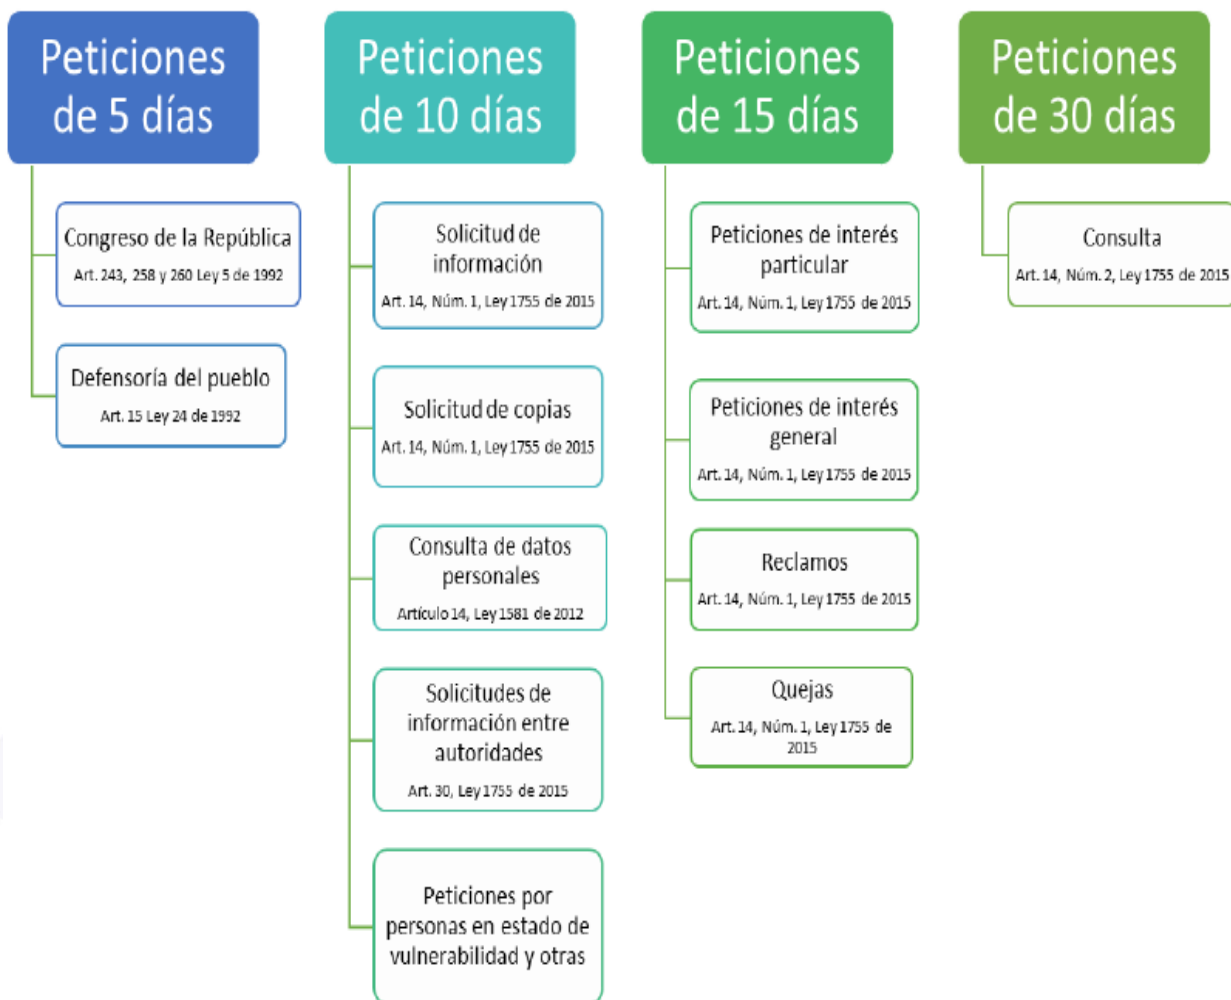 Peticiones
de 5 días
Congreso de la República
Art. 243, 258 y 260 Ley 5 de 1992
Defensoría del pueblo
Art. 15 Ley 24 de 1992
Peticiones
de 10 días
Solicitud de
información
Art. 14, Núm. 1, Ley 1755 de 2015
Solicitud de copias
Art. 14, Núm. 1, Ley 1755 de 2015
Consulta de datos
personales
Artículo 14, Ley 1581 de 2012
Solicitudes de
información entre
autoridades
Art. 30, Ley 1755 de 2015
Peticiones por
personas en estado de
vulnerabilidad y otras
Peticiones
de 15 días
Peticiones de interés
particular
Art. 14, Núm. 1, Ley 1755 de 2015
Peticiones de interés
general
Art. 14, Núm. 1, Ley 1755 de 2015
Reclamos
Art. 14, Núm. 1, Ley 1755 de 2015
Quejas
Art. 14, Núm. 1, Ley 1755 de
2015
Peticiones
de 30 días
Consulta
Art. 14, Núm. 2, Ley 1755 de 2015